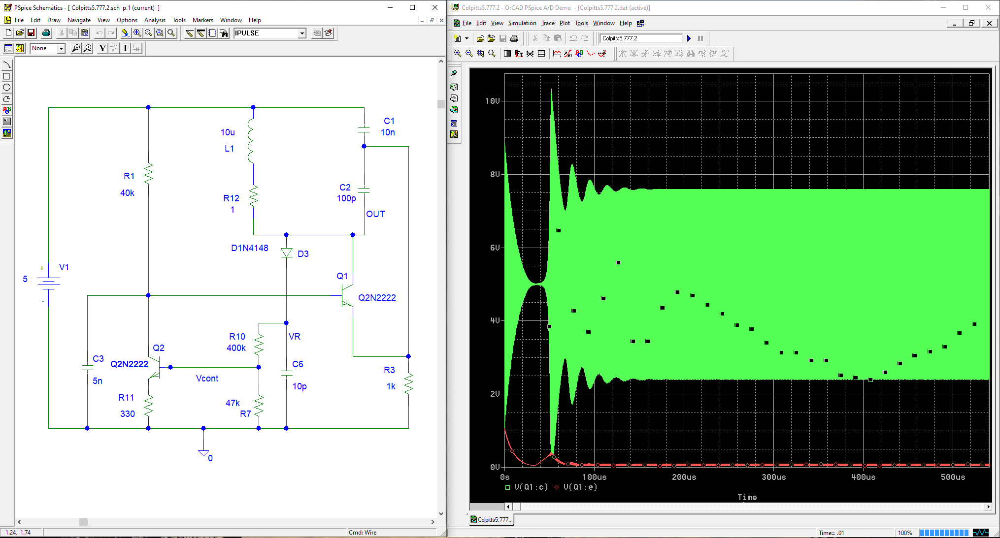 PSpice Schematics - [ Colpitts5.777.2.sch p.1 (current) ]
File Edit Draw Navigate View Options Analysis Tools Markers Window Help
IPULSE
None
V
I
ABC
10u
L1
C1
10n
R1
40k
R12
1
C2
100p
OUT
D1N4148
D3
+
V1
5
-
Q1
Q2N2222
R10
400k
VR
Q2
Q2N2222
C3
5n
Vcont
C6
10p
R3
1k
R11
330
47k
R7
0
1.24, 1.74
Cmd: Wire
Colpitts5.777.2 - OrCAD PSpice A/D Demo - [Colpitts5.777.2.dat (active)]
File Edit View Simulation Trace Plot Tools Window Help
Colpitts5.777.2
10V
8V
6V
4V
2V
0V
0s 100us 200us 300us 400us 500us
V(Q1:c) V(Q1:e)
Time
Colpitts5.777...
Time= .01 100%